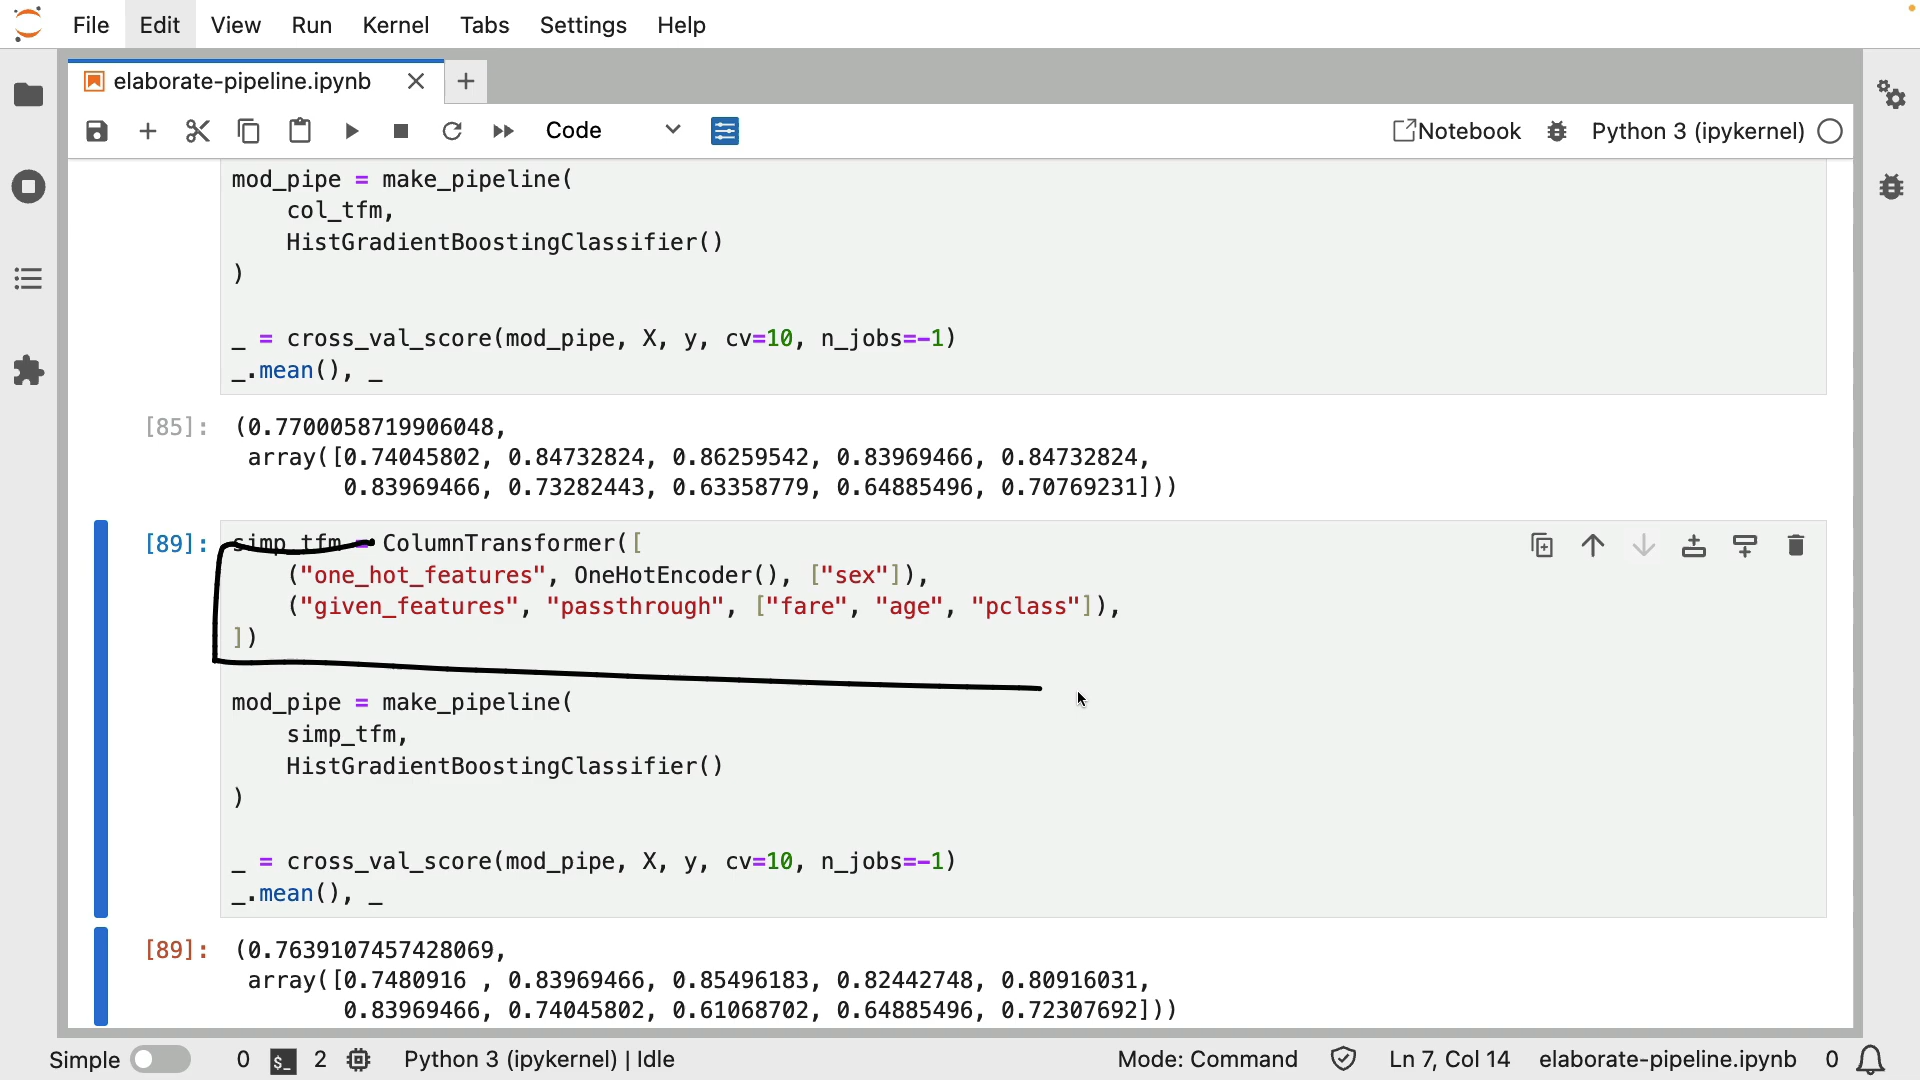 File Edit View Run Kernel Tabs Settings Help
elaborate-pipeline.ipynb
Code Notebook Python 3 (ipykernel)
mod_pipe = make_pipeline(
    col_tfm,
    HistGradientBoostingClassifier()
)
_ = cross_val_score(mod_pipe, X, y, cv=10, n_jobs=-1)
_.mean(), _
[85]: (0.7700058719906048,
array([0.74045802, 0.84732824, 0.86259542, 0.83969466, 0.84732824,
0.83969466, 0.73282443, 0.63358779, 0.64885496, 0.70769231]))
[89]: simp_tfm = ColumnTransformer([
    ("one_hot_features", OneHotEncoder(), ["sex"]),
    ("given_features", "passthrough", ["fare", "age", "pclass"]),
])
mod_pipe = make_pipeline(
    simp_tfm,
    HistGradientBoostingClassifier()
)
_ = cross_val_score(mod_pipe, X, y, cv=10, n_jobs=-1)
_.mean(), _
[89]: (0.7639107457428069,
array([0.7480916 , 0.83969466, 0.85496183, 0.82442748, 0.80916031,
0.83969466, 0.74045802, 0.61068702, 0.64885496, 0.72307692]))
Simple 0 $_ 2 Python 3 (ipykernel) | Idle Mode: Command Ln 7, Col 14 elaborate-pipeline.ipynb 0